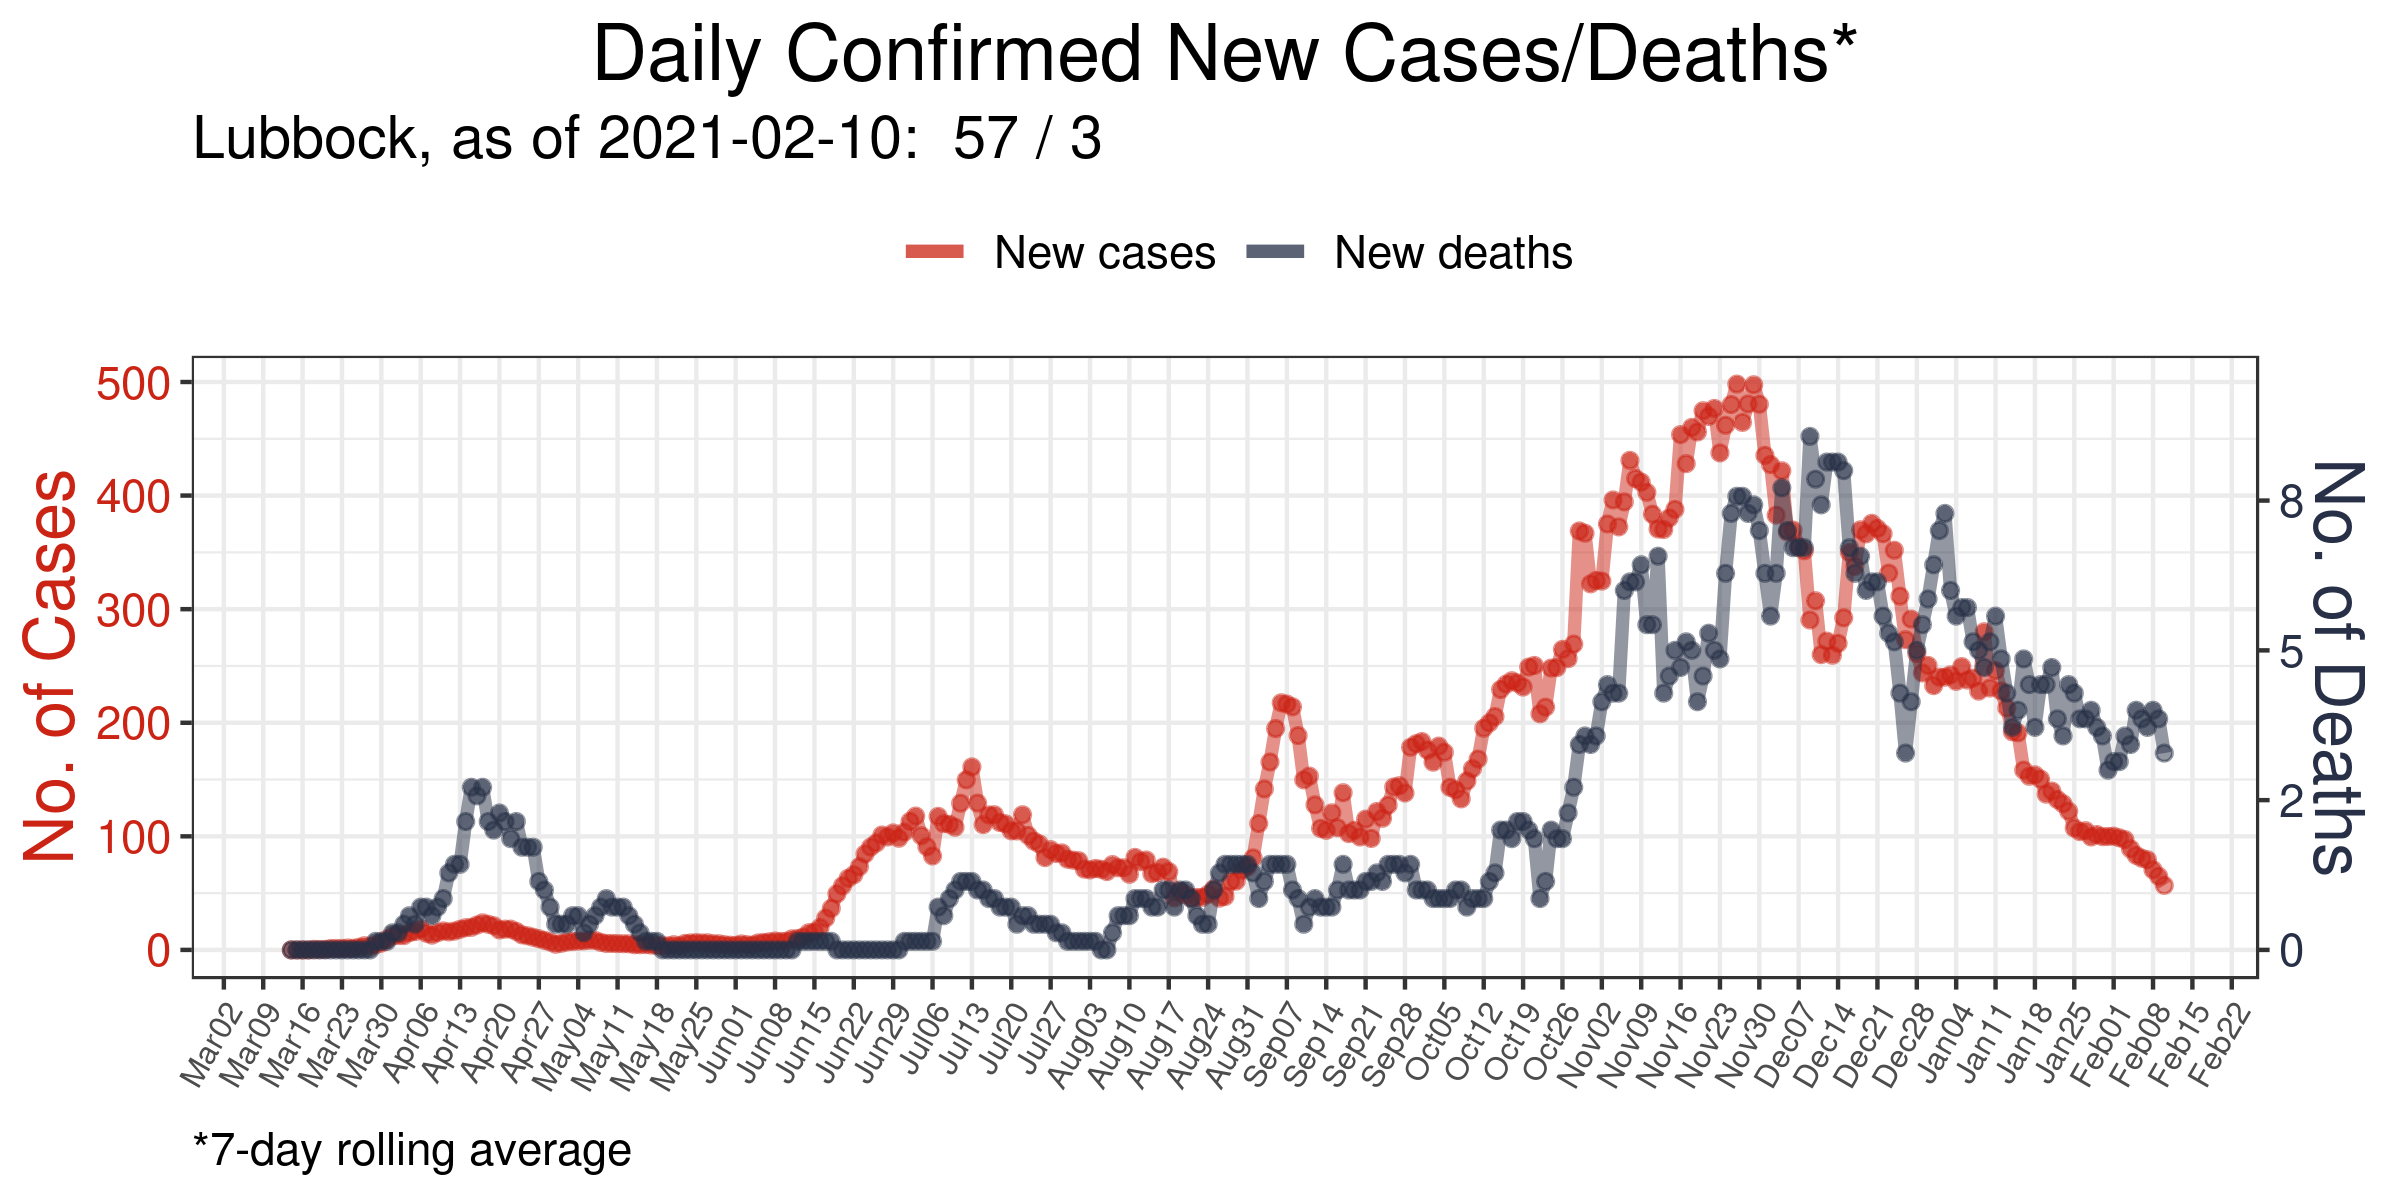 Daily Confirmed New Cases/Deaths*
Lubbock, as of 2021-02-10:  57 / 3
New cases New deaths
No. of Cases
500
400
300
200
100
0
8
5
2
0
No. of Deaths
Mar02 Mar09 Mar16 Mar23 Mar30 Apr06 Apr13 Apr20 Apr27 May04 May11 May18 May25 Jun01 Jun08 Jun15 Jun22 Jun29 Jul06 Jul13 Jul20 Jul27 Aug03 Aug10 Aug17 Aug24 Aug31 Sep07 Sep14 Sep21 Sep28 Oct05 Oct12 Oct19 Oct26 Nov02 Nov09 Nov16 Nov23 Nov30 Dec07 Dec14 Dec21 Dec28 Jan04 Jan11 Jan18 Jan25 Feb01 Feb08 Feb15 Feb22
*7-day rolling average